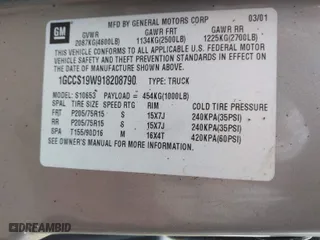 GM
MFD BY GENERAL MOTORS CORP 03/01
GVWR GAWR FRT GAWR RR
2087KG(4600LB) 1134KG(2500LB) 1225KG(2700LB)
THIS VEHICLE CONFORMS TO ALL APPLICABLE U.S. FEDERAL MOTOR
VEHICLE SAFETY AND THEFT PREVENTION STANDARDS IN EFFECT ON
THE DATE OF MANUFACTURE SHOWN ABOVE.
1GCCS19W918208790 TYPE: TRUCK
MODEL: S10653 PAYLOAD = 454KG(1000LB)
SPAL TIRE SIZE SPEED RTG RIM COLD TIRE PRESSURE
FRT P205/75R15 S 15X7J 240KPA(35PSI)
RR P205/75R15 S 15X7J 240KPA(35PSI)
SPA T155/90D16 M 16X4T 420KPA(60PSI)
SEE OWNER'S MANUAL FOR MORE INFORMATION.
© DREAMBID